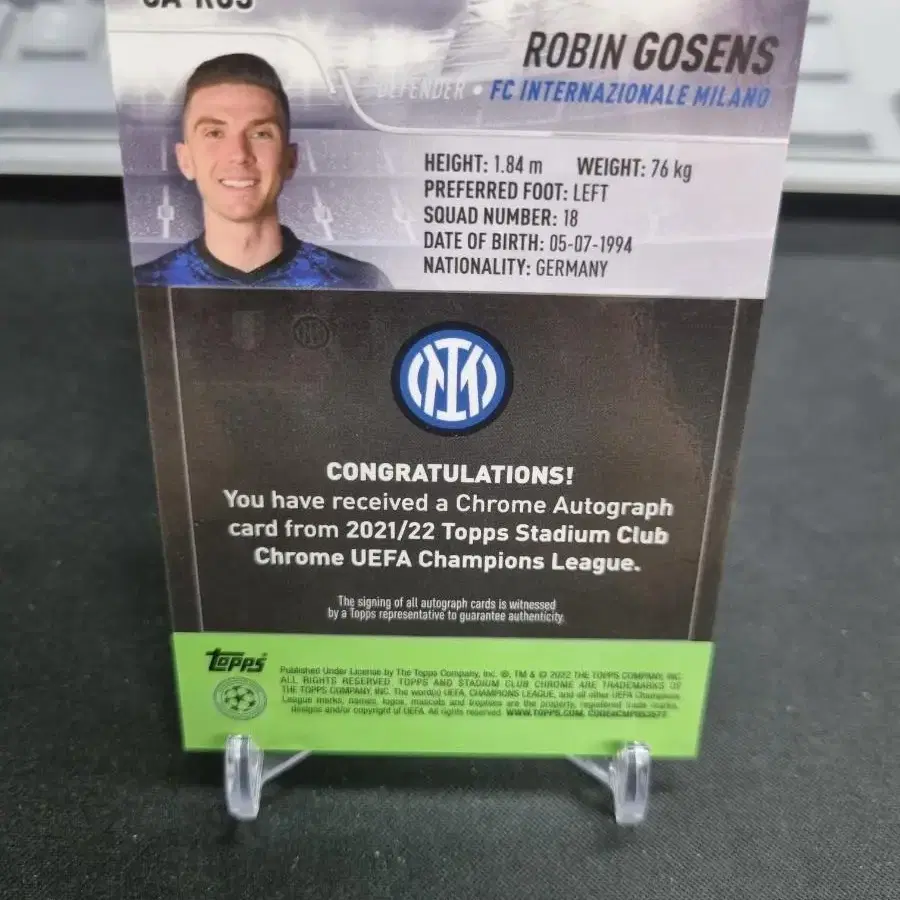 ROBIN GOSENS
DEFENDER • FC INTERNAZIONALE MILANO
HEIGHT: 1.84 m WEIGHT: 76 kg
PREFERRED FOOT: LEFT
SQUAD NUMBER: 18
DATE OF BIRTH: 05-07-1994
NATIONALITY: GERMANY
CONGRATULATIONS!
You have received a Chrome Autograph
card from 2021/22 Topps Stadium Club
Chrome UEFA Champions League.
The signing of all autograph cards is witnessed
by a Topps representative to guarantee authenticity.
topps
Published Under License by The Topps Company, Inc. ®, TM & © 2022 THE TOPPS COMPANY, INC.
ALL RIGHTS RESERVED. TOPPS AND STADIUM CLUB CHROME ARE TRADEMARKS OF
THE TOPPS COMPANY, INC. The word(s) UEFA, CHAMPIONS LEAGUE, and all other UEFA Champions
League marks, names, logos, mascots and trophies are the property, registered trade marks,
designs and/or copyright of UEFA. All rights reserved. WWW.TOPPS.COM.